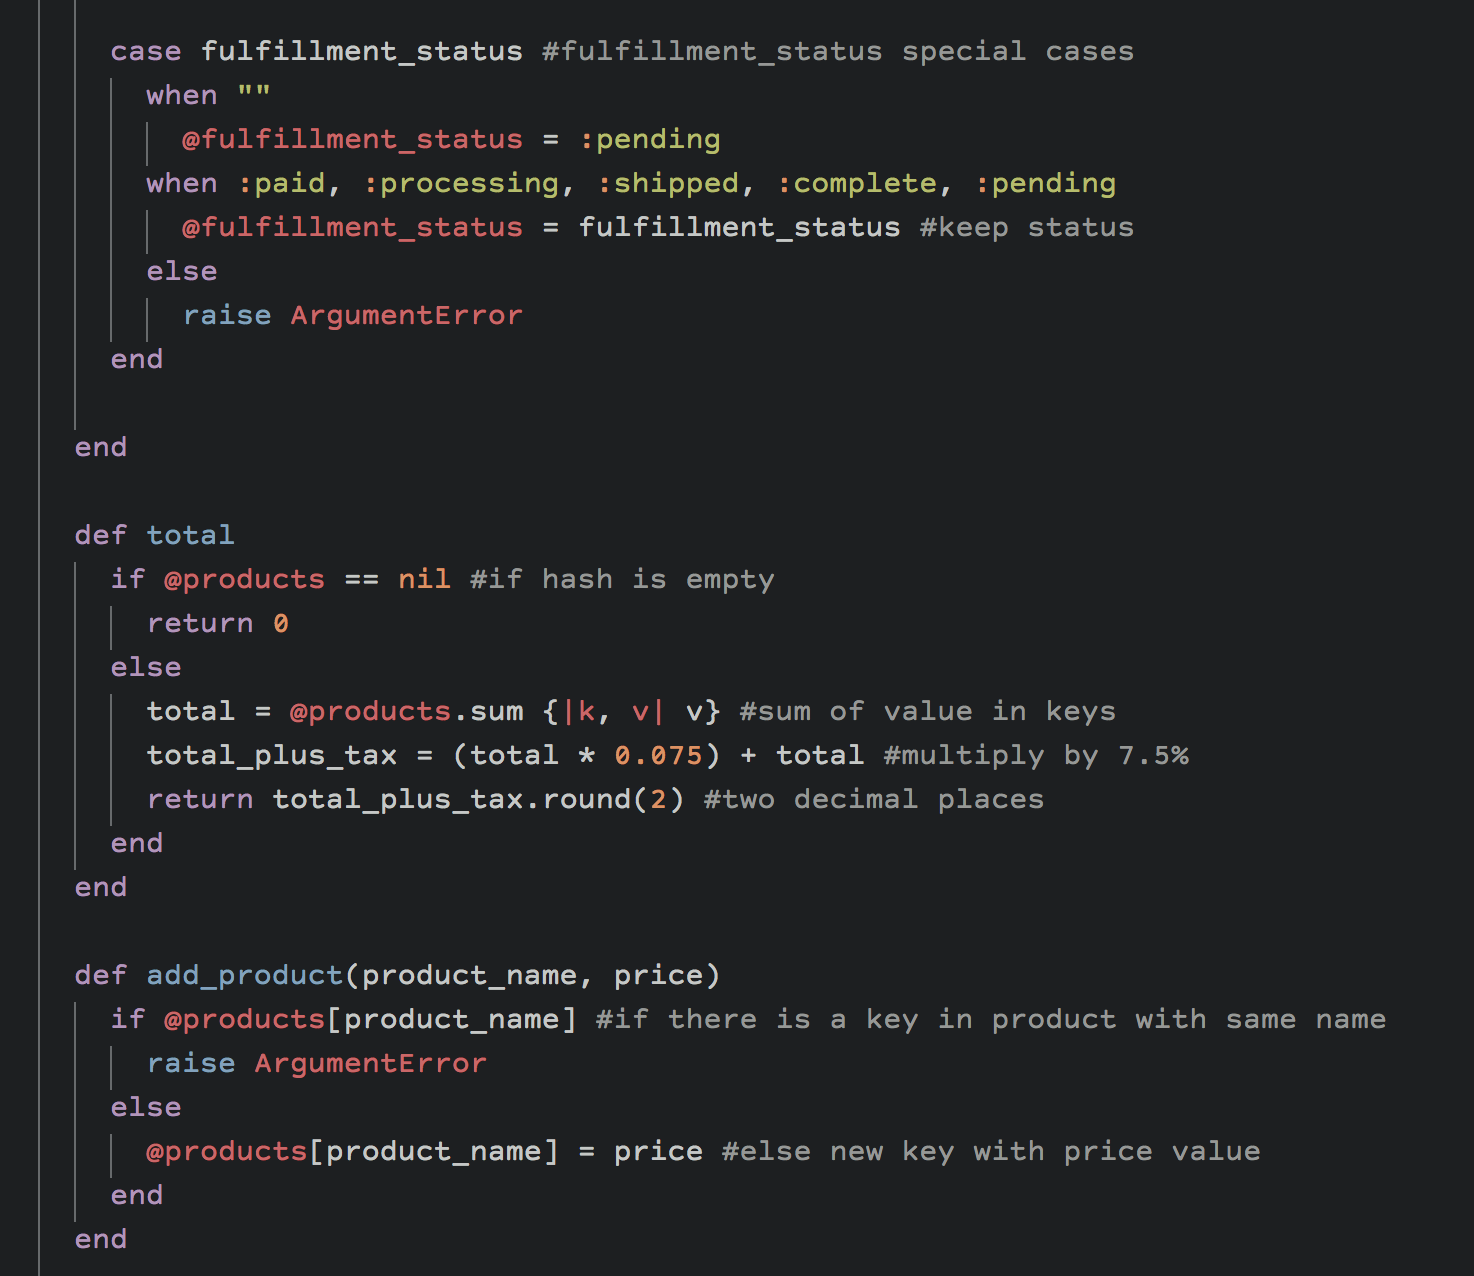 case fulfillment_status #fulfillment_status special cases
when ""
@fulfillment_status = :pending
when :paid, :processing, :shipped, :complete, :pending
@fulfillment_status = fulfillment_status #keep status
else
raise ArgumentError
end
end
def total
if @products == nil #if hash is empty
return 0
else
total = @products.sum {|k, v| v} #sum of value in keys
total_plus_tax = (total * 0.075) + total #multiply by 7.5%
return total_plus_tax.round(2) #two decimal places
end
end
def add_product(product_name, price)
if @products[product_name] #if there is a key in product with same name
raise ArgumentError
else
@products[product_name] = price #else new key with price value
end
end